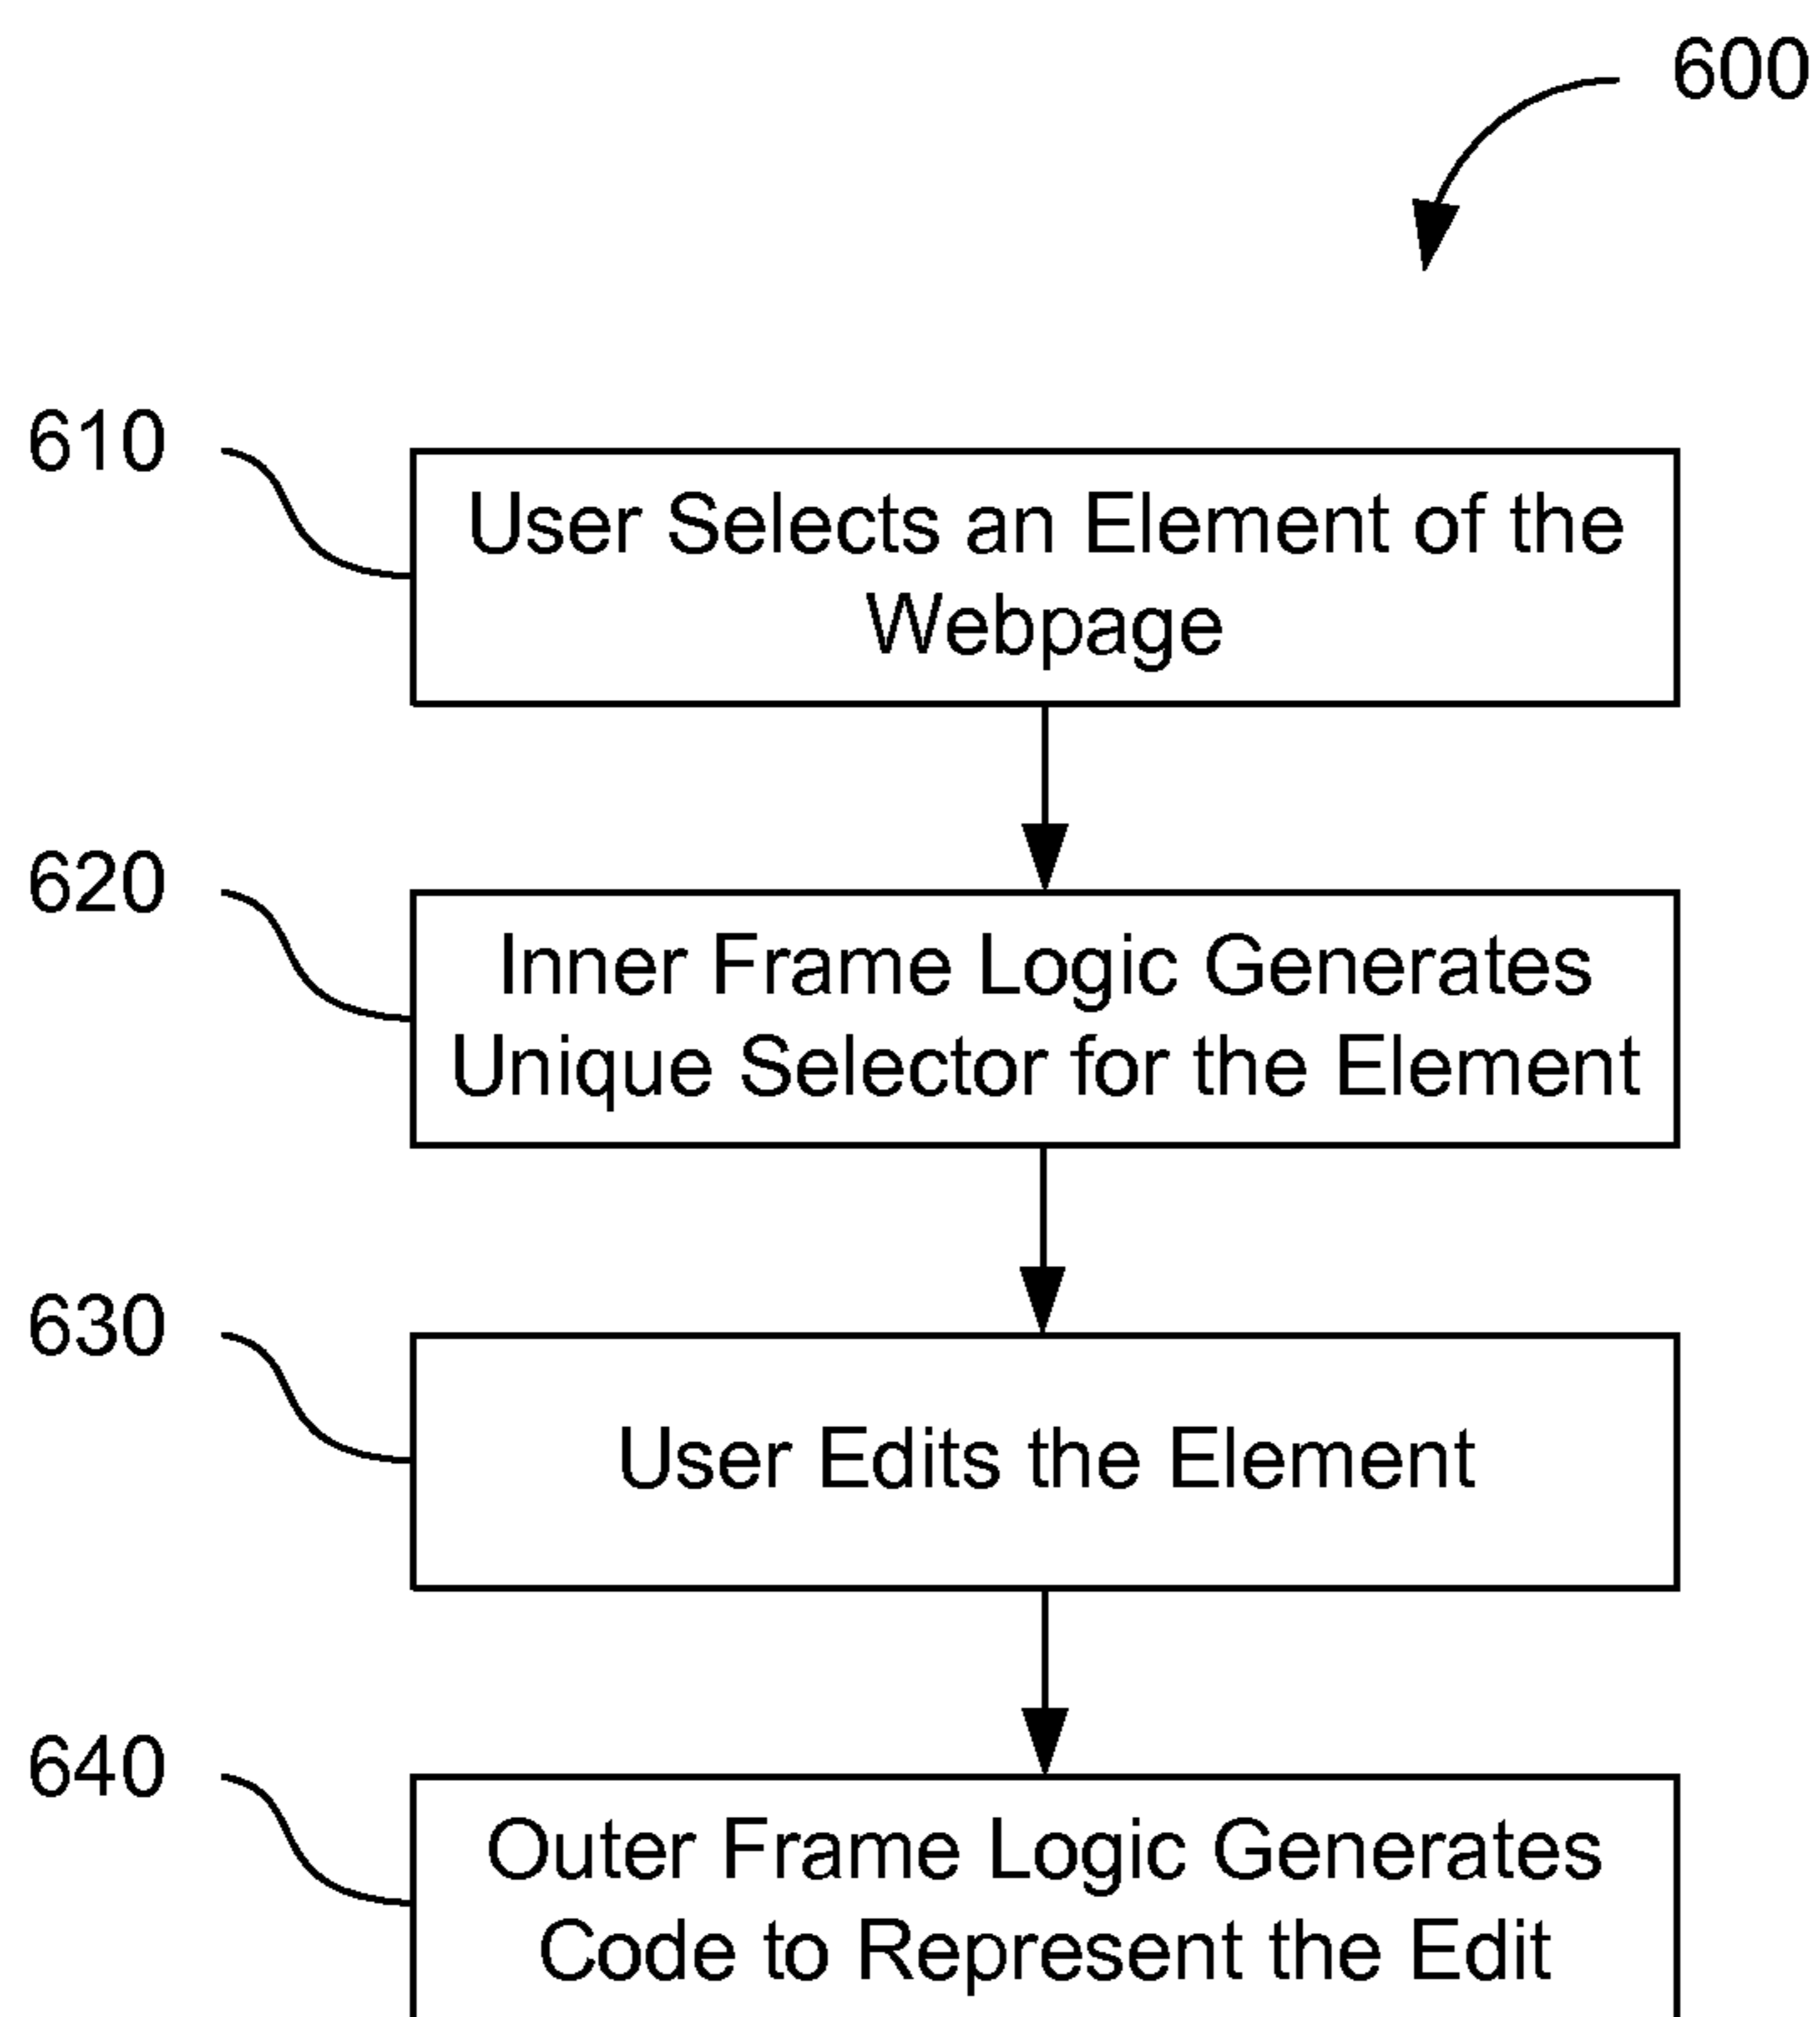 600
610
User Selects an Element of the
Webpage
620
Inner Frame Logic Generates
Unique Selector for the Element
630
User Edits the Element
640
Outer Frame Logic Generates
Code to Represent the Edit